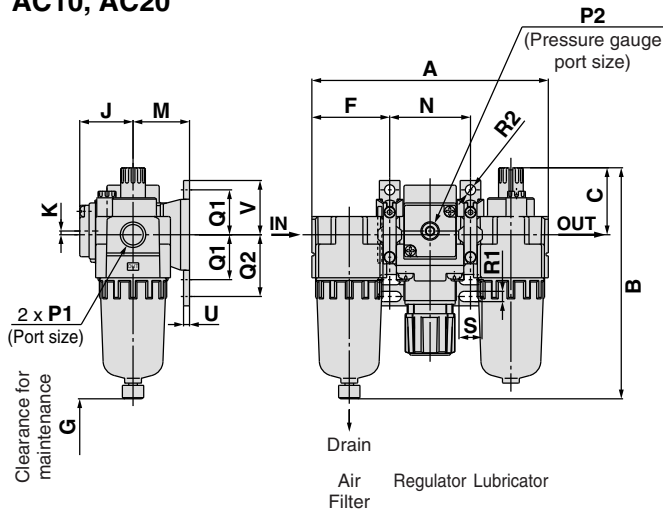 AC10, AC20
P2
(Pressure gauge
port size)
A
J
M
F
N
R2
K
Q1
V
C
IN
OUT
Q1
Q2
R1
B
2 x P1
(Port size)
U
S
Clearance for
maintenance
G
Drain
Air
Filter
Regulator
Lubricator